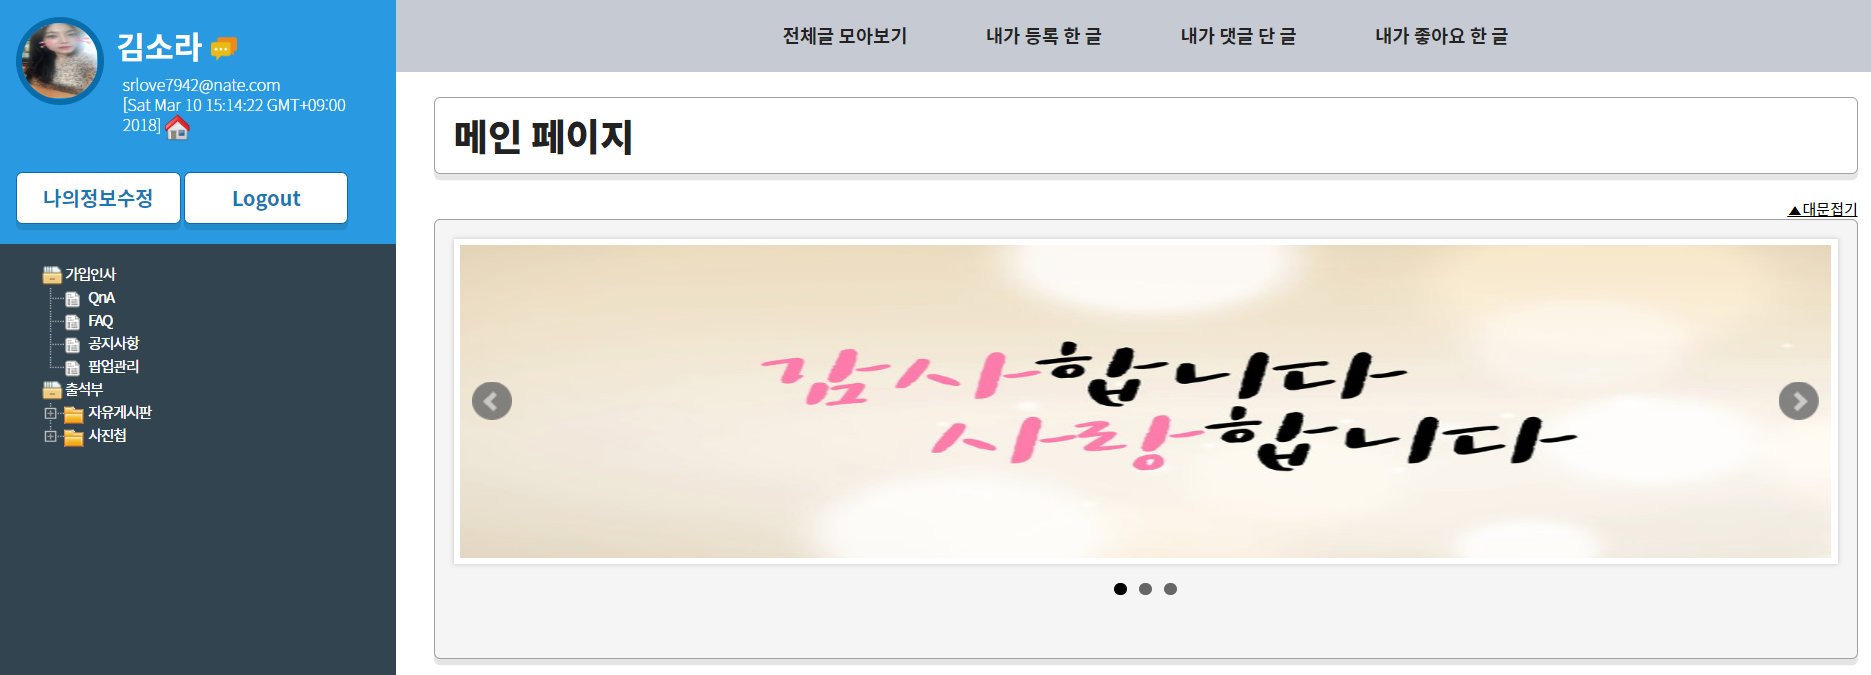 김소라
srlove7942@nate.com
[Sat Mar 10 15:14:22 GMT+09:00
2018]
나의정보수정 Logout
가입인사
QnA
FAQ
공지사항
팝업관리
출석부
자유게시판
사진첩
전체글 모아보기 내가 등록 한 글 내가 댓글 단 글 내가 좋아요 한 글
메인 페이지
▲대문접기
감사합니다
사랑합니다